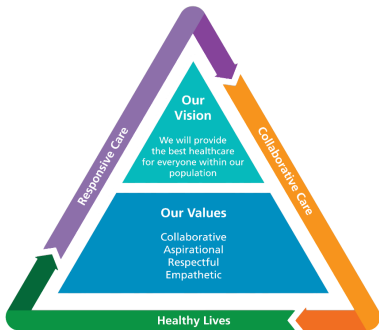 Our
Vision
We will provide
the best healthcare
for everyone within our
population
Responsive Care
Collaborative Care
Our Values
Collaborative
Aspirational
Respectful
Empathetic
Healthy Lives